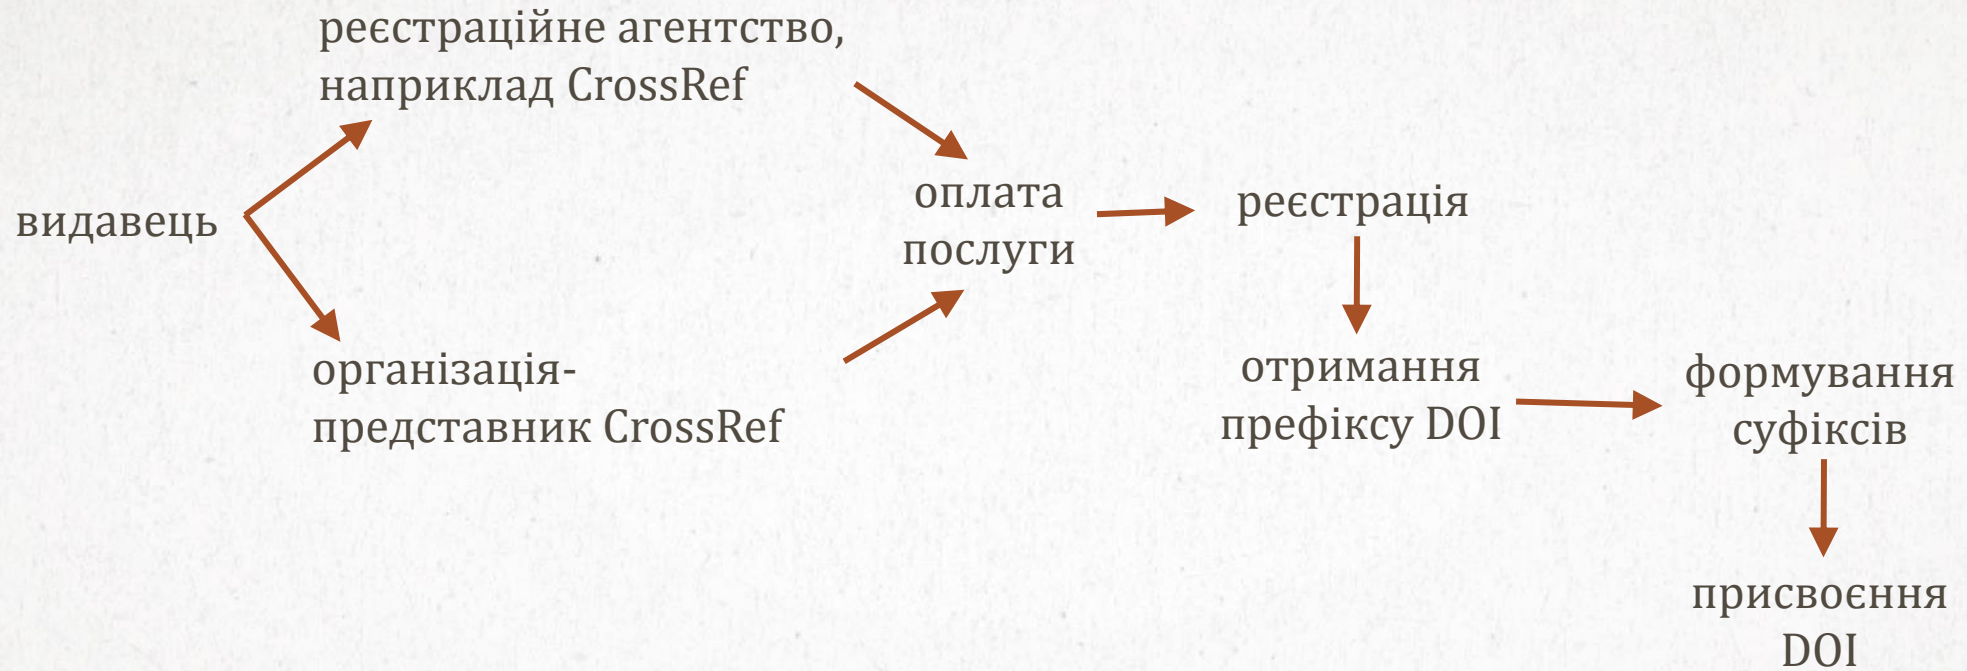 реєстраційне агентство,
наприклад CrossRef
видавець
організація-
представник CrossRef
оплата
послуги
реєстрація
отримання
префіксу DOI
формування
суфіксів
присвоєння
DOI